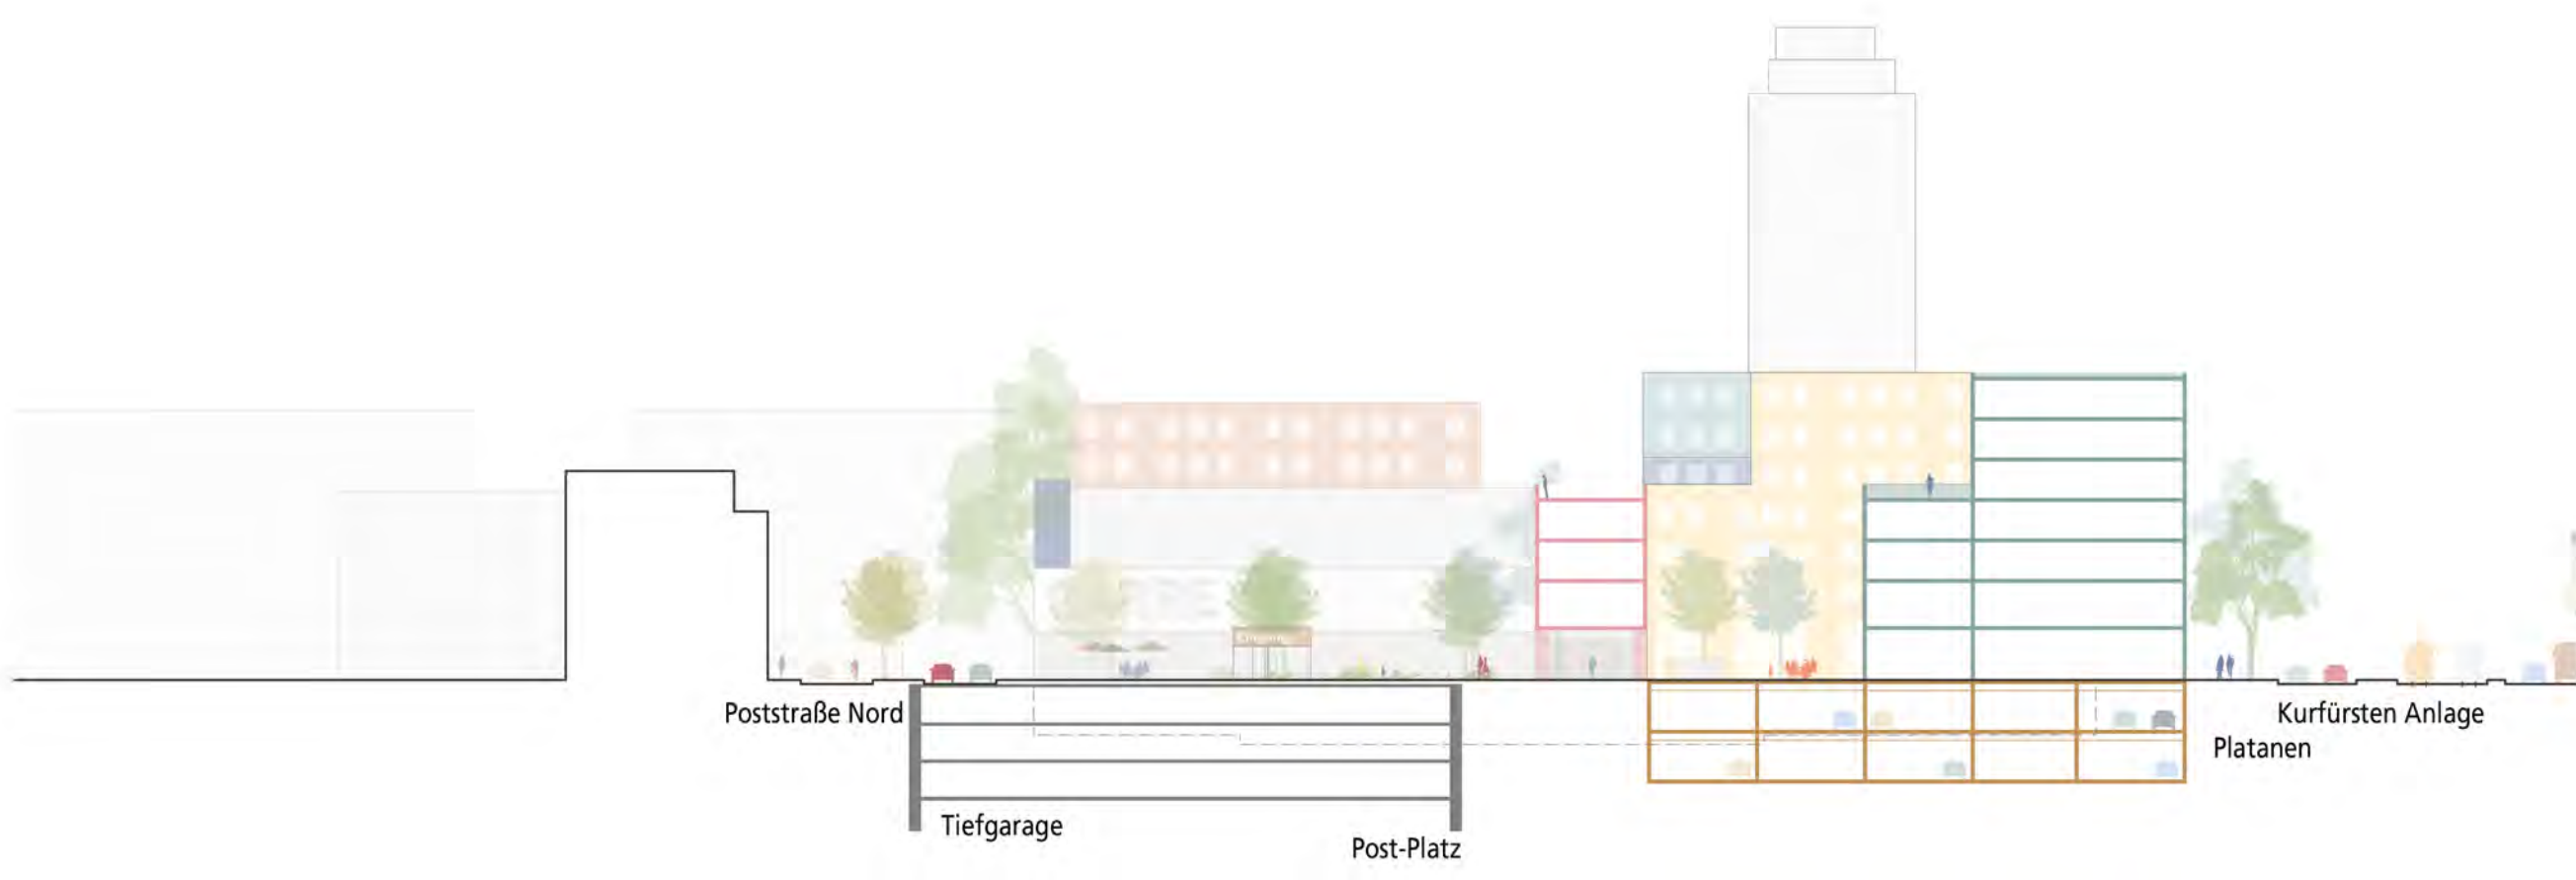 Poststraße Nord
Kurfürsten Anlage
Platanen
Tiefgarage
Post-Platz